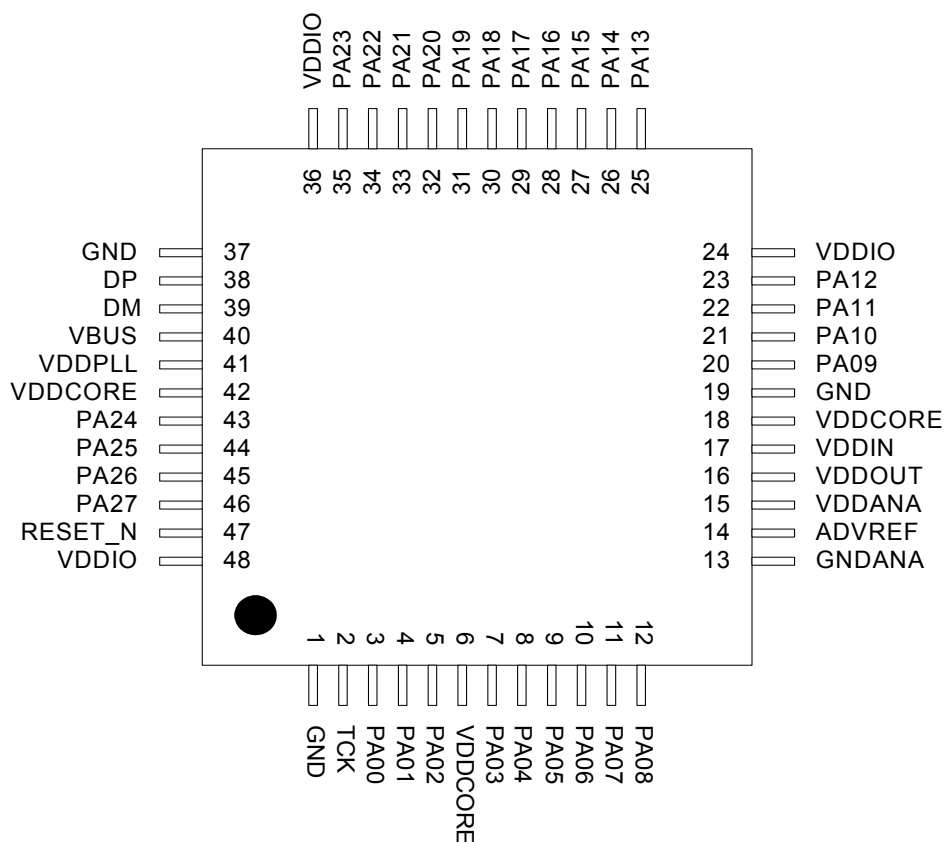 VDDIO
PA23
PA22
PA21
PA20
PA19
PA18
PA17
PA16
PA15
PA14
PA13
36
35
34
33
32
31
30
29
28
27
26
25
GND 37
DP 38
DM 39
VBUS 40
VDDPLL 41
VDDCORE 42
PA24 43
PA25 44
PA26 45
PA27 46
RESET_N 47
VDDIO 48
24 VDDIO
23 PA12
22 PA11
21 PA10
20 PA09
19 GND
18 VDDCORE
17 VDDIN
16 VDDOUT
15 VDDANA
14 ADVREF
13 GNDANA
1
2
3
4
5
6
7
8
9
10
11
12
GND
TCK
PA00
PA01
PA02
VDDCORE
PA03
PA04
PA05
PA06
PA07
PA08